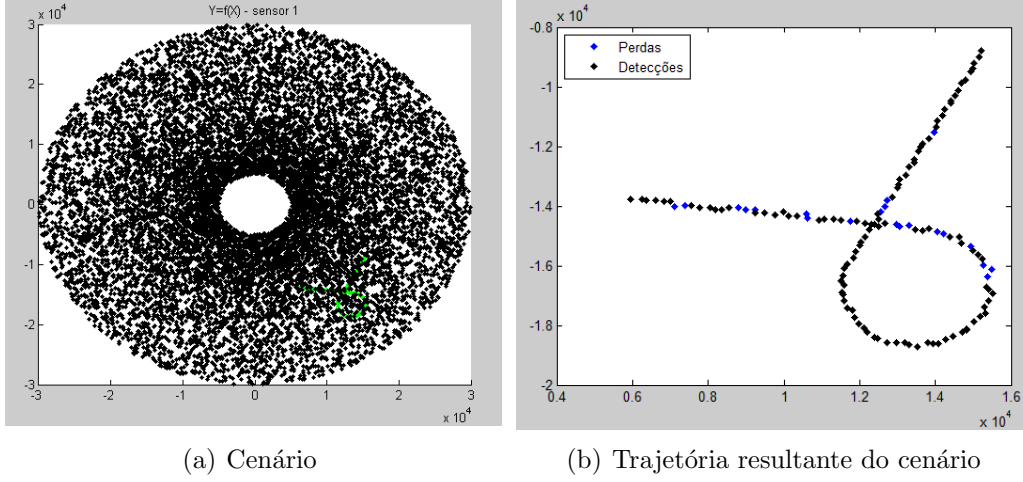 Y=f(X) - sensor 1
x 10^4
3
2
1
0
-1
-2
-3
-3 -2 -1 0 1 2 3
x 10^4
(a) Cenário
x 10^4
-0.8
-1
-1.2
-1.4
-1.6
-1.8
-2
0.4 0.6 0.8 1 1.2 1.4 1.6
x 10^4
Perdas
Detecções
(b) Trajetória resultante do cenário